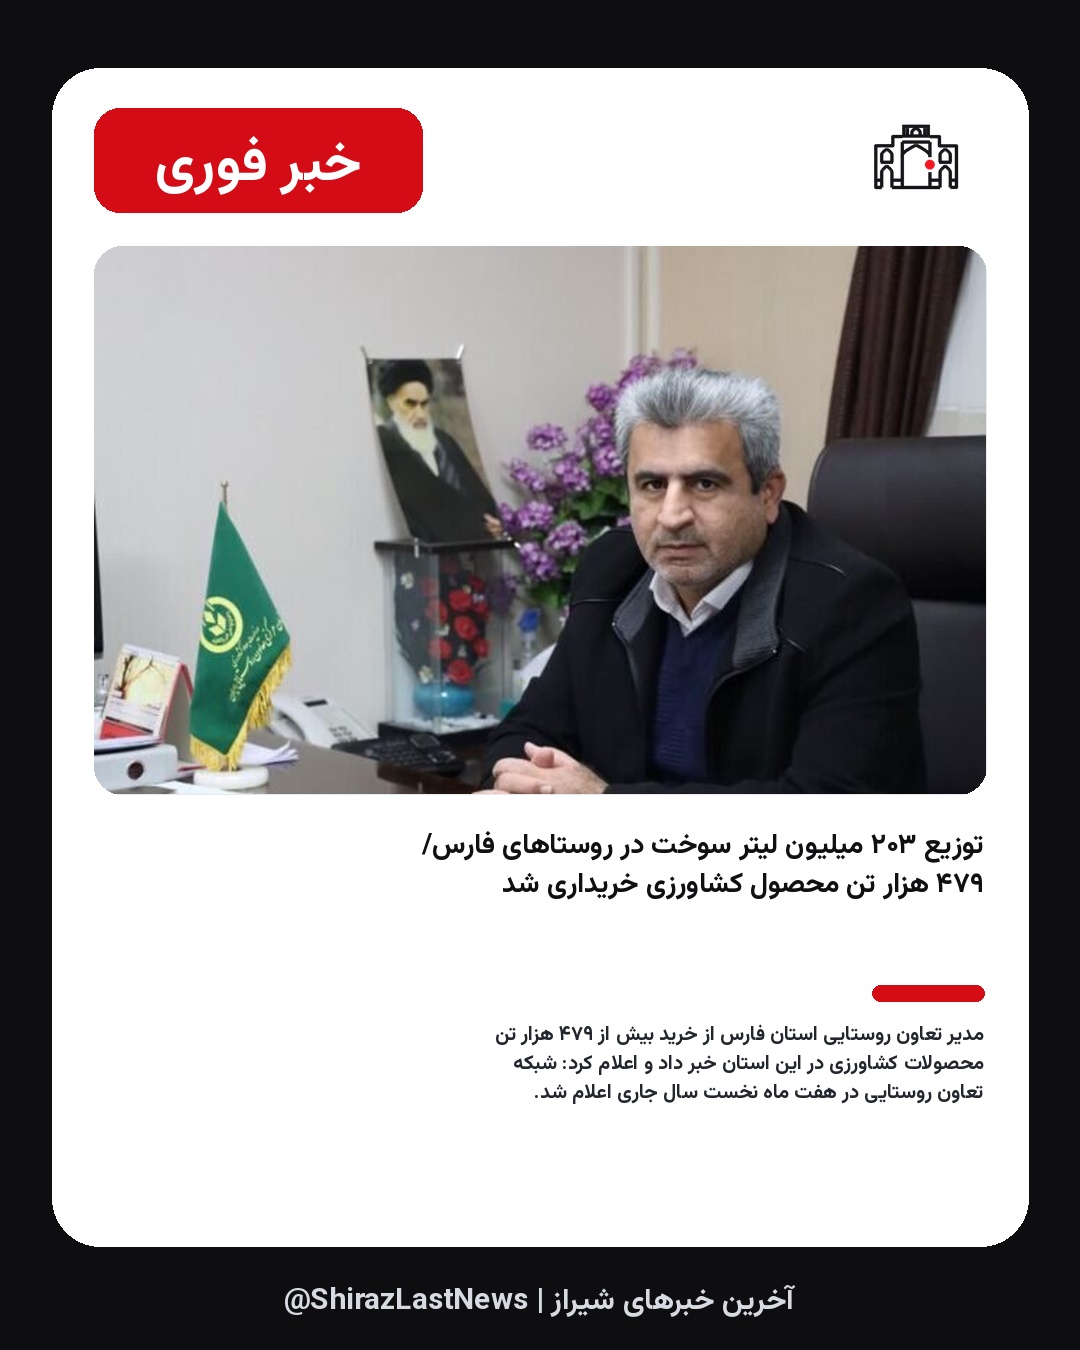 خبر فوری
توزیع ۲۰۳ میلیون لیتر سوخت در روستاهای فارس/
۴۷۹ هزار تن محصول کشاورزی خریداری شد
مدیر تعاون روستایی استان فارس از خرید بیش از ۴۷۹ هزار تن
محصولات کشاورزی در این استان خبر داد و اعلام کرد: شبکه
تعاون روستایی در هفت ماه نخست سال جاری اعلام شد.
آخرین خبرهای شیراز | @ShirazLastNews